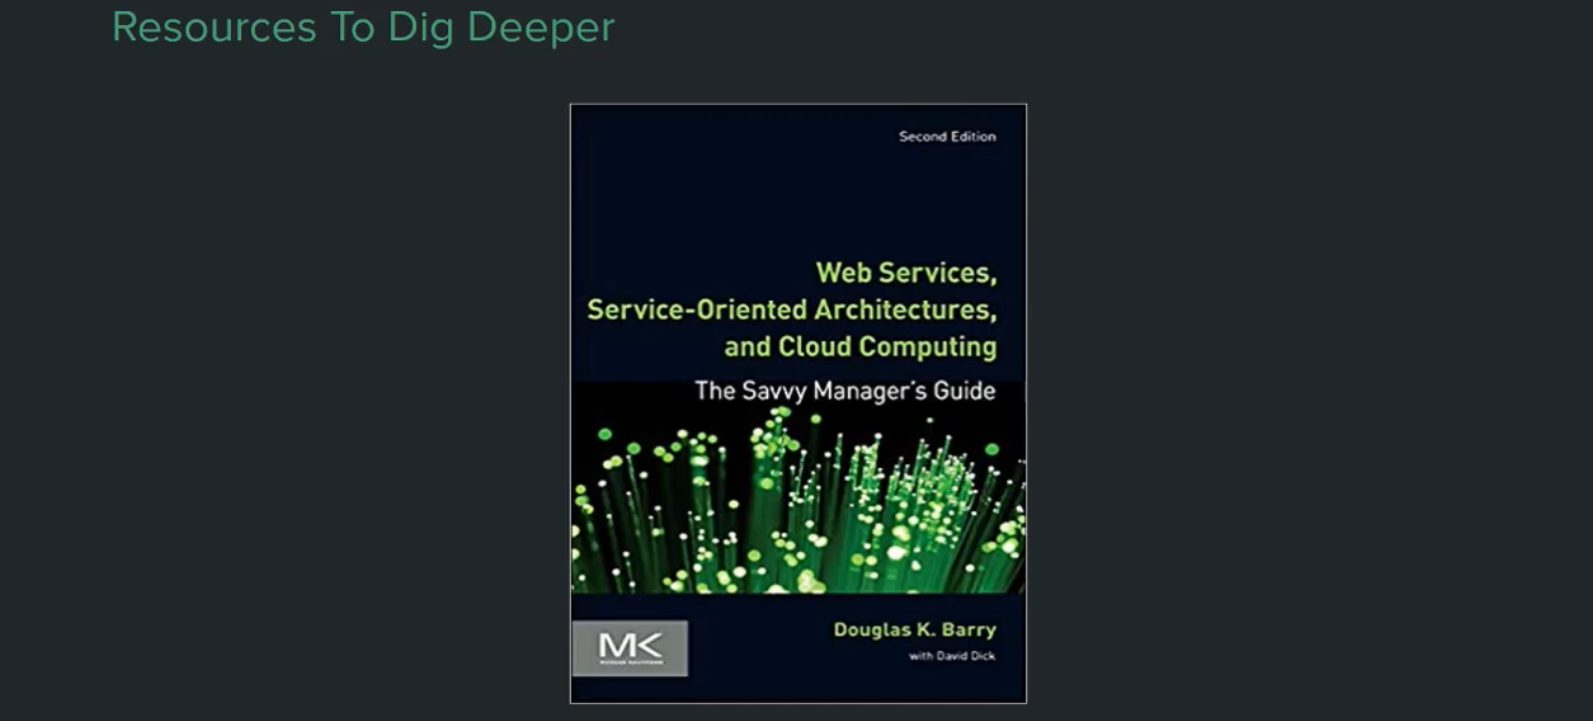 Resources To Dig Deeper
Second Edition
Web Services,
Service-Oriented Architectures,
and Cloud Computing
The Savvy Manager's Guide
Douglas K. Barry
with David Dick
MK